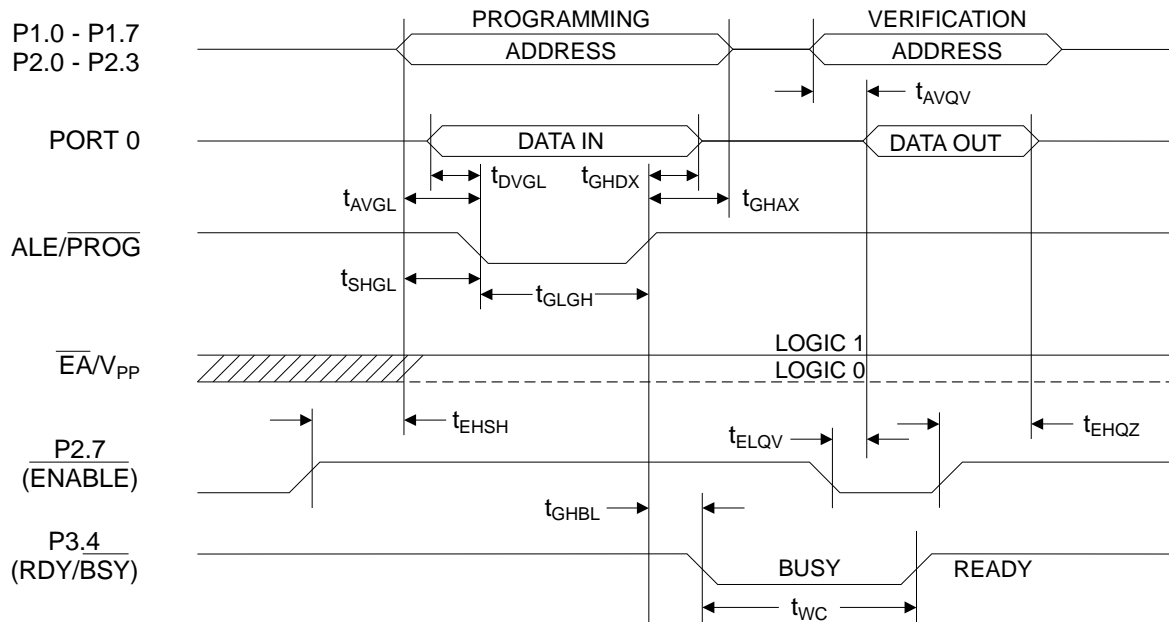 PROGRAMMING VERIFICATION
P1.0 - P1.7
P2.0 - P2.3
ADDRESS ADDRESS
tAVQV
PORT 0 DATA IN DATA OUT
tDVGL tGHDX
tAVGL tGHAX
ALE/PROG
tSHGL tGLGH
LOGIC 1
EA/VPP
LOGIC 0
tEHSH tELQV tEHQZ
P2.7
(ENABLE)
tGHBL
P3.4
(RDY/BSY) BUSY READY
tWC